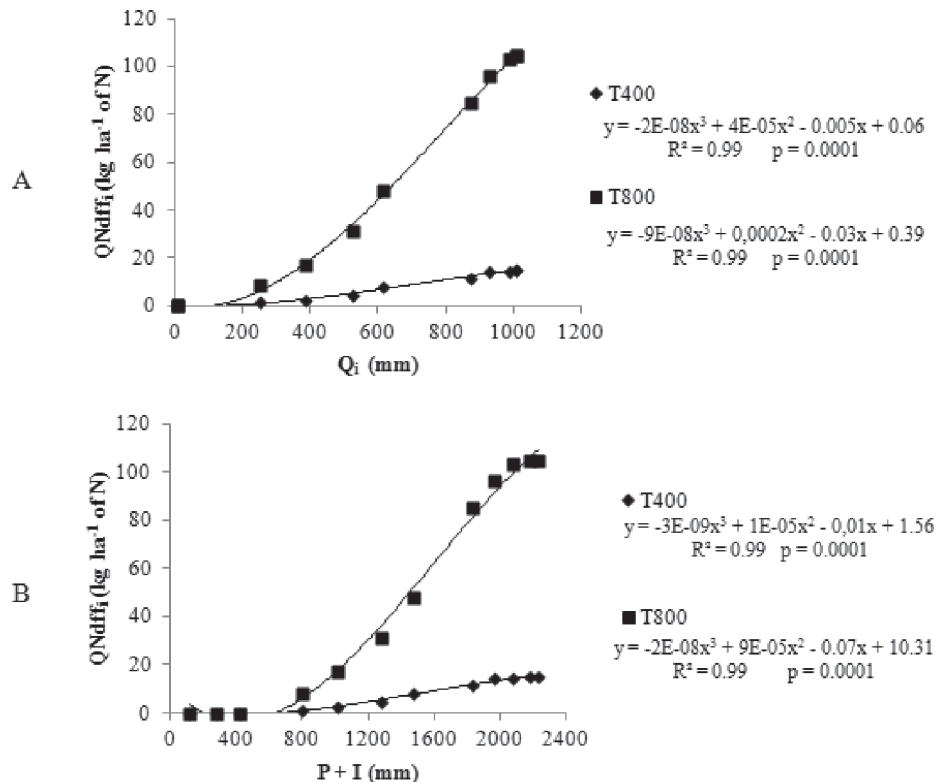 A
QNdffi (kg ha-1 of N)
120
100
80
60
40
20
0
0 200 400 600 800 1000 1200
Qi (mm)
T400
y = -2E-08x³ + 4E-05x² - 0.005x + 0.06
R² = 0.99 p = 0.0001
T800
y = -9E-08x³ + 0,0002x² - 0.03x + 0.39
R² = 0.99 p = 0.0001
B
QNdffi (kg ha-1 of N)
120
100
80
60
40
20
0
0 400 800 1200 1600 2000 2400
P + I (mm)
T400
y = -3E-09x³ + 1E-05x² - 0,01x + 1.56
R² = 0.99 p = 0.0001
T800
y = -2E-08x³ + 9E-05x² - 0.07x + 10.31
R² = 0.99 p = 0.0001